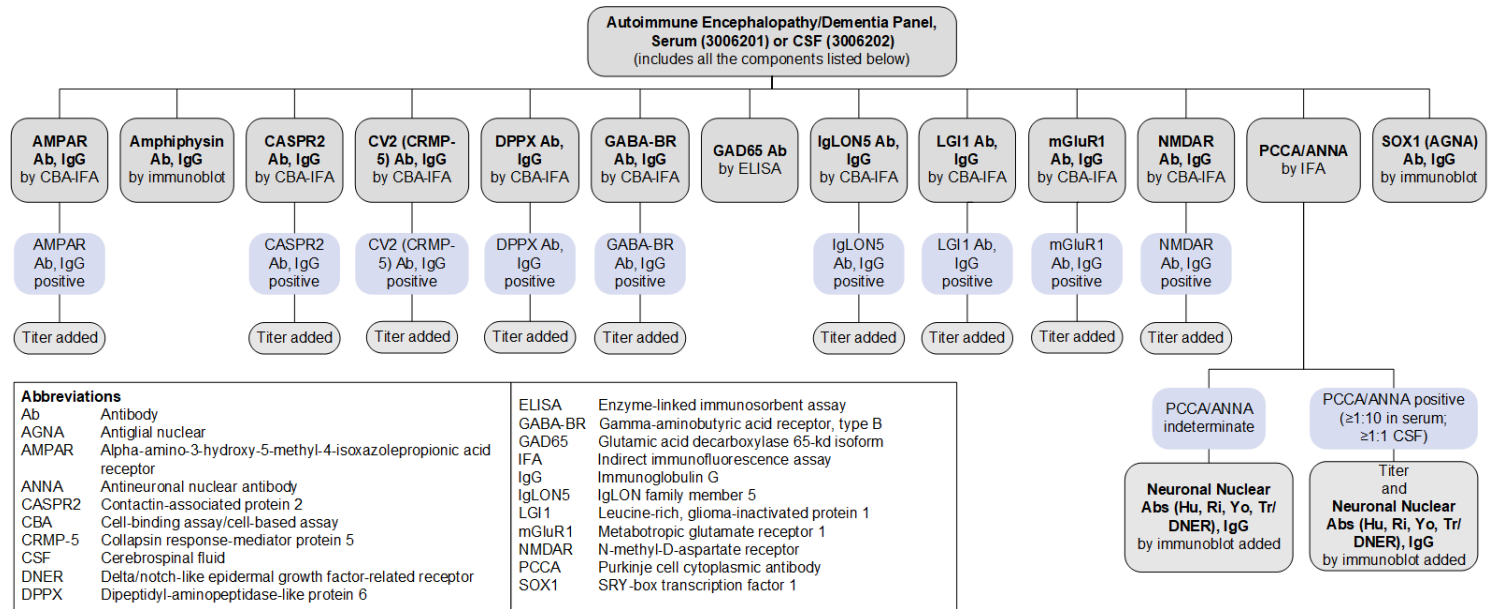 Autoimmune Encephalopathy/Dementia Panel,
Serum (3006201) or CSF (3006202)
(includes all the components listed below)
AMPAR
Ab, IgG
by CBA-IFA
Amphiphysin
Ab, IgG
by immunoblot
CASPR2
Ab, IgG
by CBA-IFA
CV2 (CRMP-
5) Ab, IgG
by CBA-IFA
DPPX Ab,
IgG
by CBA-IFA
GABA-BR
Ab, IgG
by CBA-IFA
GAD65 Ab
by ELISA
IgLON5 Ab,
IgG
by CBA-IFA
LGI1 Ab,
IgG
by CBA-IFA
mGluR1
Ab, IgG
by CBA-IFA
NMDAR
Ab, IgG
by CBA-IFA
PCCA/ANNA
by IFA
SOX1 (AGNA)
Ab, IgG
by immunoblot
AMPAR
Ab, IgG
positive
CASPR2
Ab, IgG
positive
CV2 (CRMP-
5) Ab, IgG
positive
DPPX Ab,
IgG
positive
GABA-BR
Ab, IgG
positive
IgLON5
Ab, IgG
positive
LGI1 Ab,
IgG
positive
mGluR1
Ab, IgG
positive
NMDAR
Ab, IgG
positive
Titer added
Titer added
Titer added
Titer added
Titer added
Titer added
Titer added
Titer added
Titer added
PCCA/ANNA
indeterminate
PCCA/ANNA positive
(≥1:10 in serum;
≥1:1 CSF)
Neuronal Nuclear
Abs (Hu, Ri, Yo, Tr/
DNER), IgG
by immunoblot added
Titer
and
Neuronal Nuclear
Abs (Hu, Ri, Yo, Tr/
DNER), IgG
by immunoblot added
Abbreviations
Ab Antibody
AGNA Antiglial nuclear
AMPAR Alpha-amino-3-hydroxy-5-methyl-4-isoxazolepropionic acid
receptor
ANNA Antineuronal nuclear antibody
CASPR2 Contactin-associated protein 2
CBA Cell-binding assay/cell-based assay
CRMP-5 Collapsin response-mediator protein 5
CSF Cerebrospinal fluid
DNER Delta/notch-like epidermal growth factor-related receptor
DPPX Dipeptidyl-aminopeptidase-like protein 6
ELISA Enzyme-linked immunosorbent assay
GABA-BR Gamma-aminobutyric acid receptor, type B
GAD65 Glutamic acid decarboxylase 65-kd isoform
IFA Indirect immunofluorescence assay
IgG Immunoglobulin G
IgLON5 IgLON family member 5
LGI1 Leucine-rich, glioma-inactivated protein 1
mGluR1 Metabotropic glutamate receptor 1
NMDAR N-methyl-D-aspartate receptor
PCCA Purkinje cell cytoplasmic antibody
SOX1 SRY-box transcription factor 1